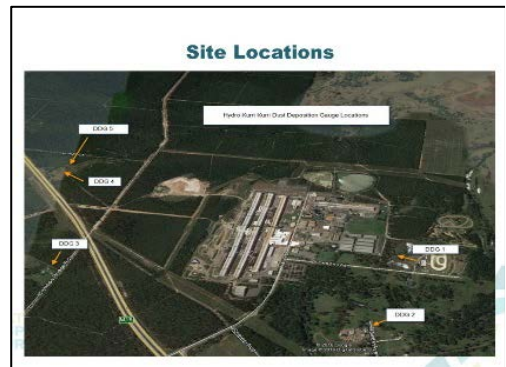 Site Locations
Hydro Kurri Kurri Dust Deposition Gauge Locations
DDG 5
DDG 4
DDG 3
DDG 1
DDG 2